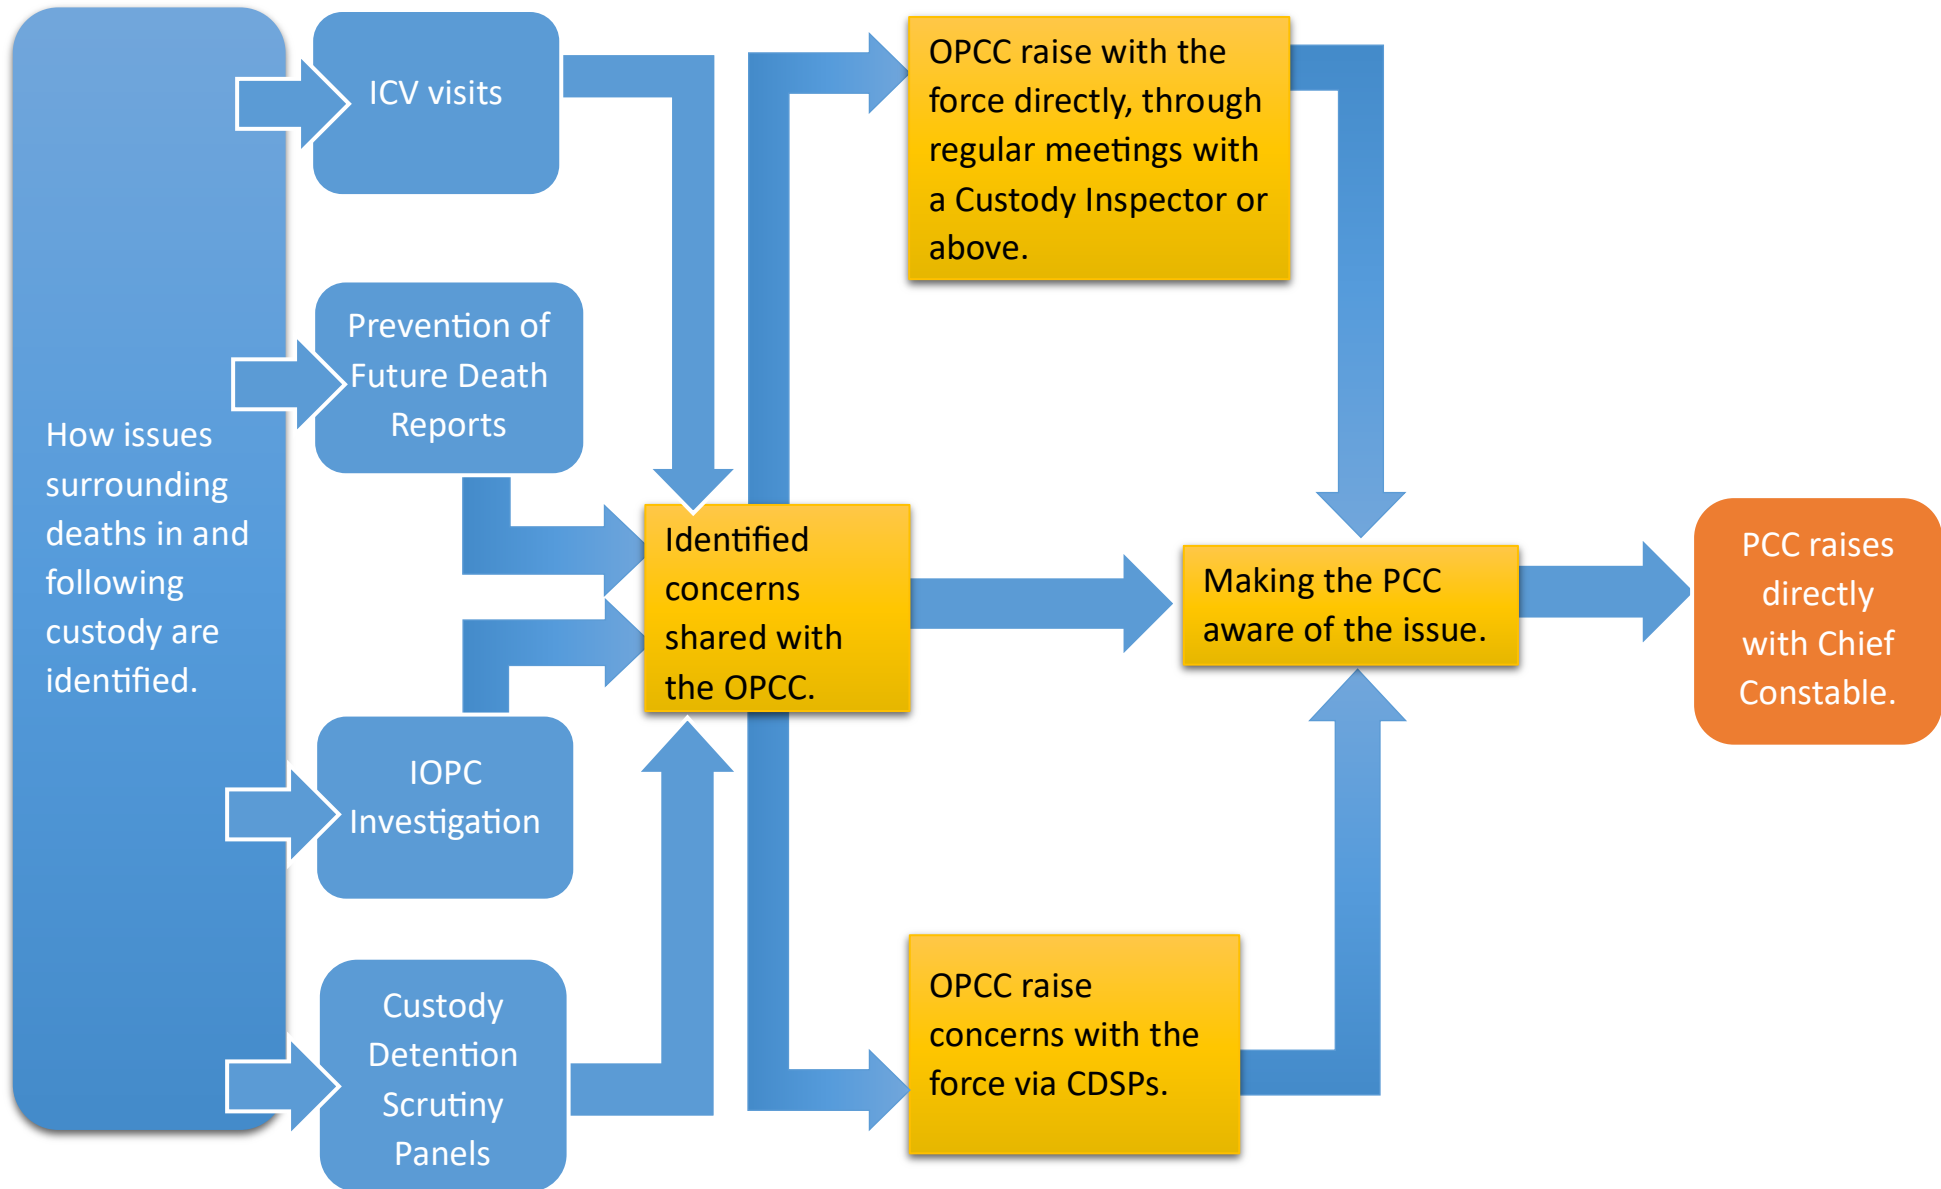 How issues
surrounding
deaths in and
following
custody are
identified.
ICV visits
Prevention of
Future Death
Reports
IOPC
Investigation
Custody
Detention
Scrutiny
Panels
Identified
concerns
shared with
the OPCC.
OPCC raise with the
force directly, through
regular meetings with
a Custody Inspector or
above.
OPCC raise
concerns with the
force via CDSPs.
Making the PCC
aware of the issue.
PCC raises
directly
with Chief
Constable.